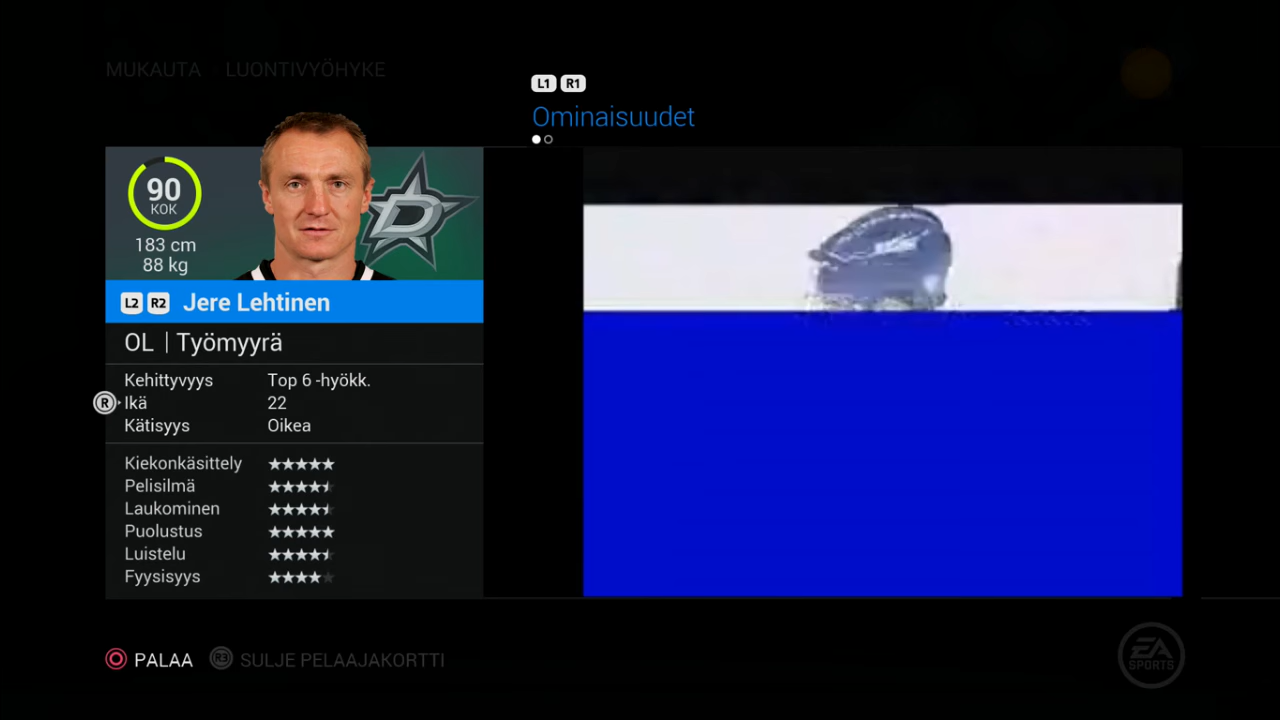 MUKAUTA · LUONTIVYÖHYKE
L1 R1
Ominaisuudet
90
KOK
183 cm
88 kg
D
L2 R2 Jere Lehtinen
OL | Työmyyrä
Kehittyvyys Top 6 -hyökk.
R Ikä 22
Kätisyys Oikea
Kiekonkäsittely ★★★★★
Pelisilmä
Laukominen
Puolustus ★★★★★
Luistelu
Fyysisyys ★★★★
PALAA R3 SULJE PELAAJAKORTTI
EA
SPORTS